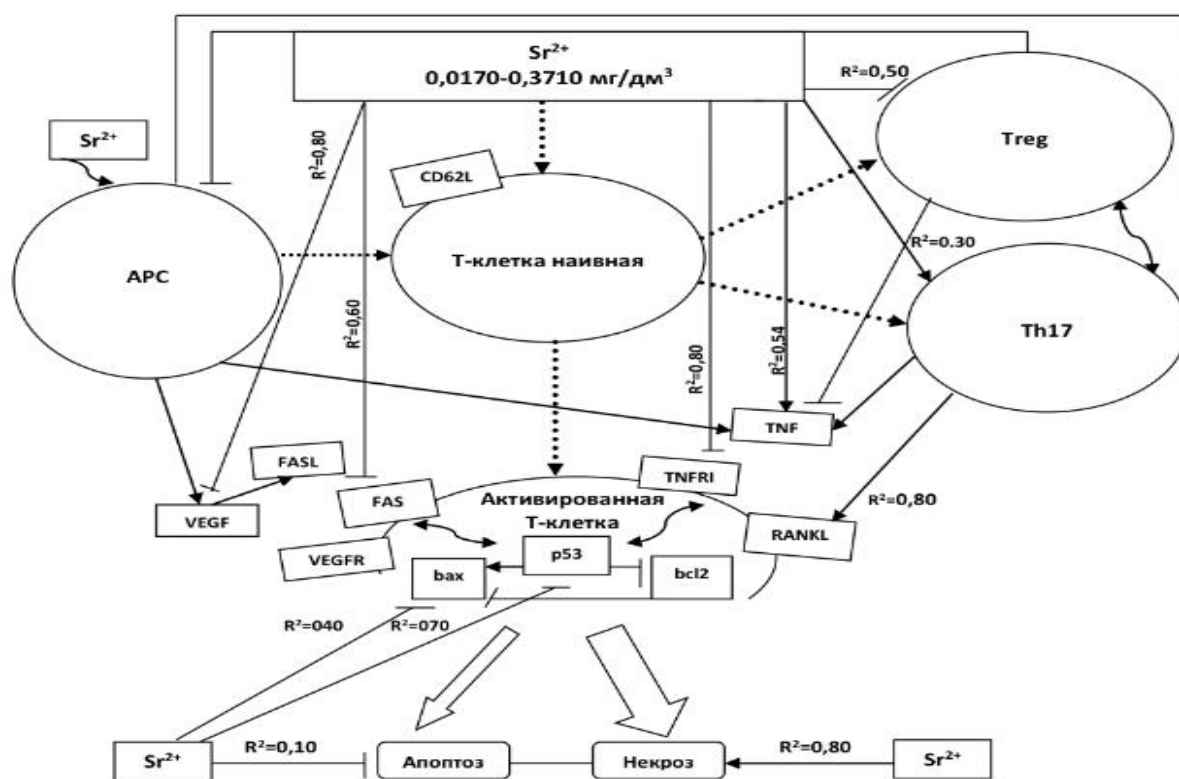 Sr²⁺
0,0170-0,3710 мг/дм³
R²=0,50
Sr²⁺
R²=0,80
Treg
CD62L
R²=0.30
Т-клетка наивная
APC
R²=0,60
R²=0,80
R²=0,54
Th17
TNF
FASL
TNFRI
FAS
Активированная
Т-клетка
R²=0,80
VEGF
RANKL
VEGFR
p53
bax
bcl2
R²=040
R²=070
Sr²⁺
R²=0,10
Апоптоз
Некроз
R²=0,80
Sr²⁺